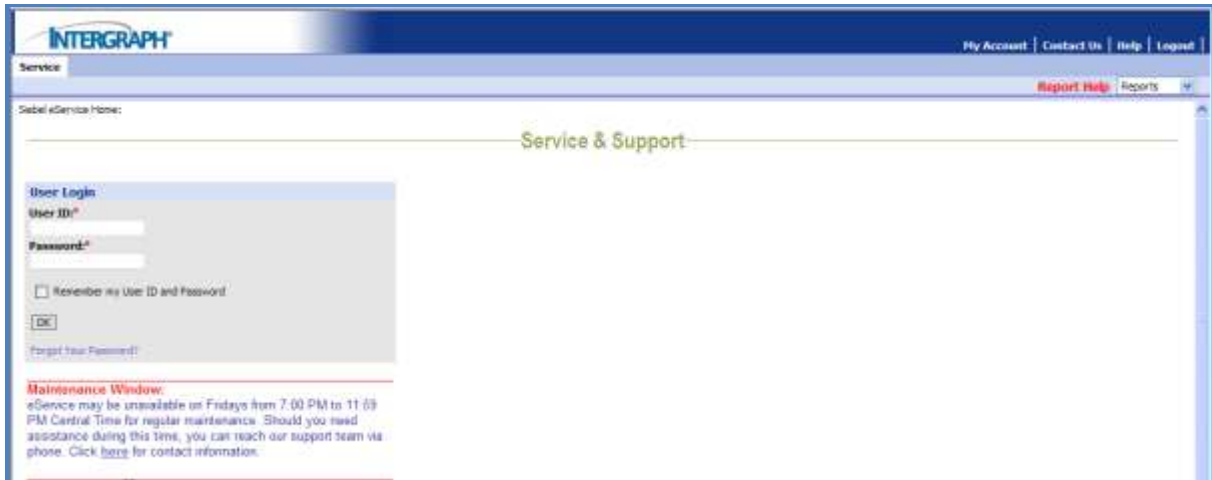 INTERGRAPH
My Account | Contact Us | Help | Logout |
Service
Report Help Reports
Siebel eService Home:
Service & Support
User Login
User ID:*
Password:*
Remember my User ID and Password
OK
Forgot Your Password?
Maintenance Window:
eService may be unavailable on Fridays from 7:00 PM to 11:59
PM Central Time for regular maintenance. Should you need
assistance during this time, you can reach our support team via
phone. Click here for contact information.